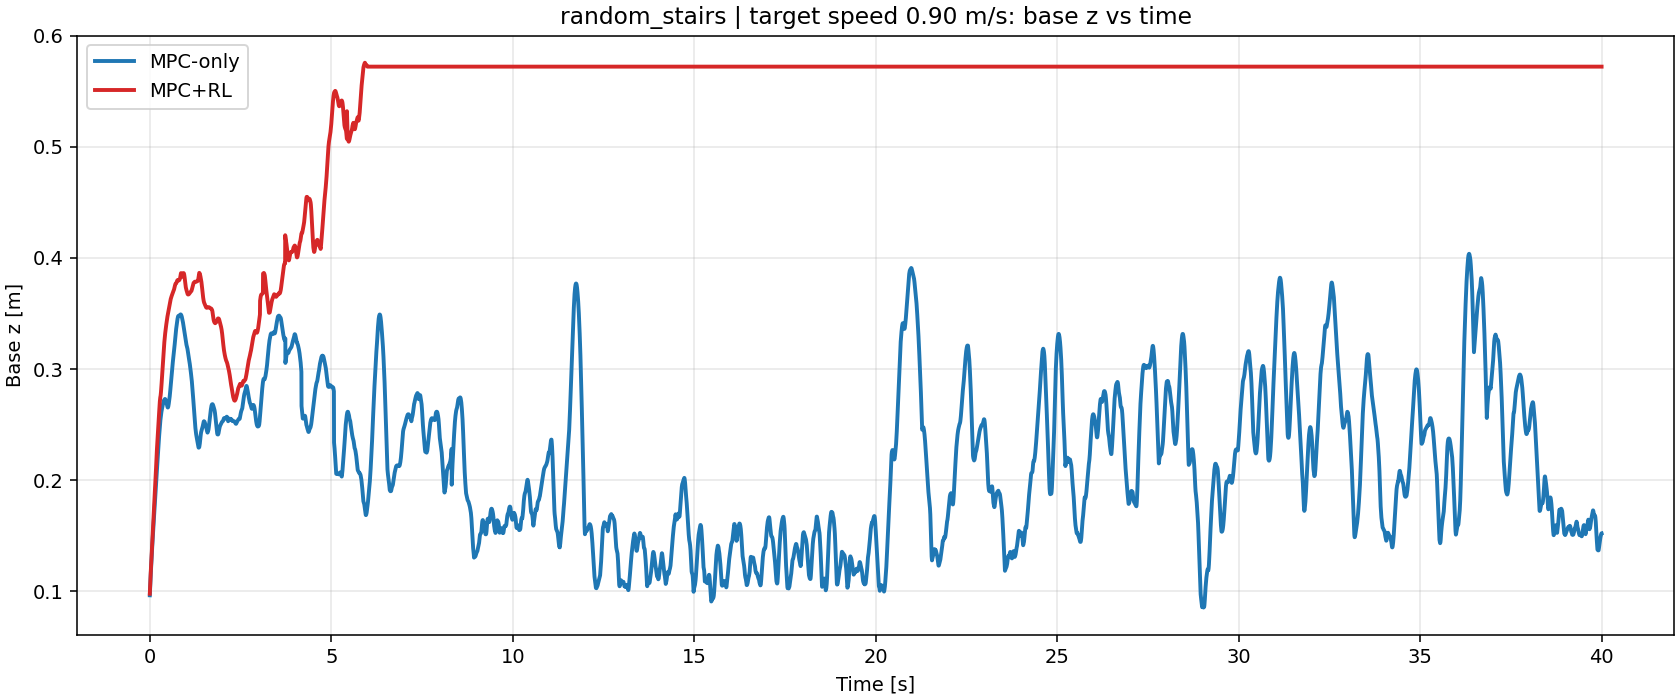 random_stairs | target speed 0.90 m/s: base z vs time
MPC-only
MPC+RL
Base z [m]
0.6
0.5
0.4
0.3
0.2
0.1
0 5 10 15 20 25 30 35 40
Time [s]